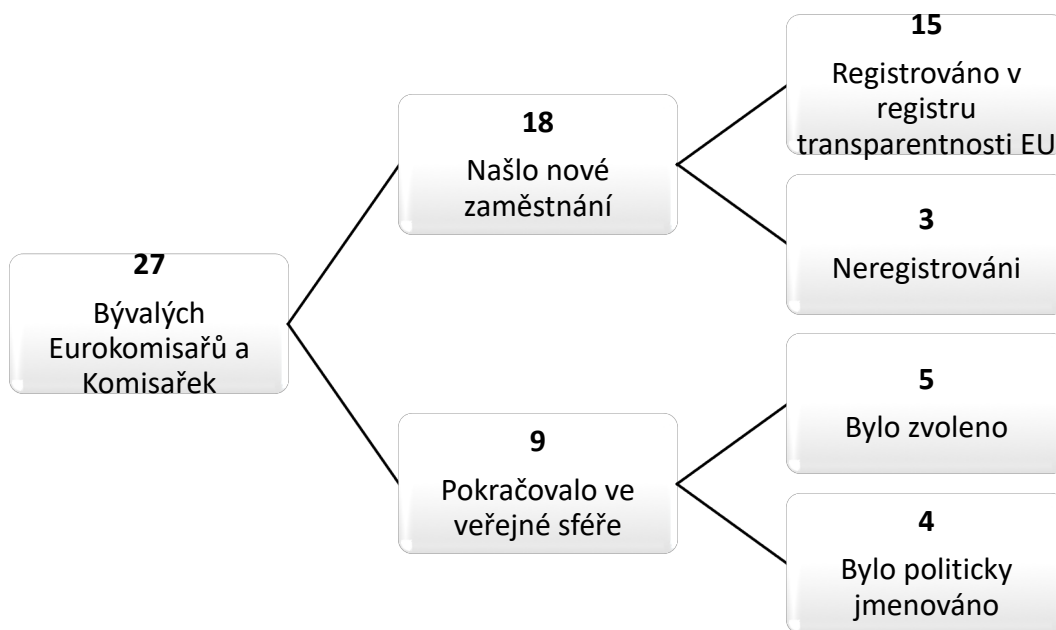 27
Bývalých
Eurokomisařů a
Komisařek
18
Našlo nové
zaměstnání
15
Registrováno v
registru
transparentnosti EU
3
Neregistrováni
9
Pokračovalo ve
veřejné sféře
5
Bylo zvoleno
4
Bylo politicky
jmenováno